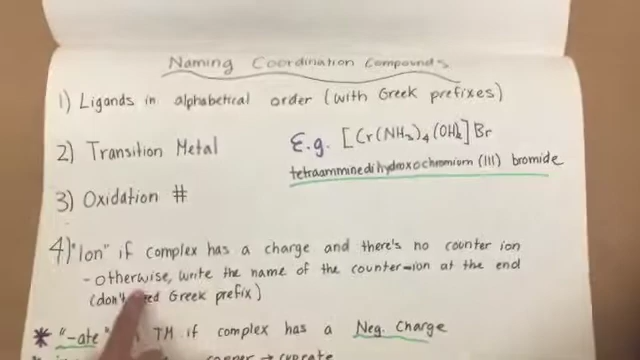 Naming Coordination Compounds
1) Ligands in alphabetical order (with Greek prefixes)
2) Transition Metal
E.g. [Cr(NH3)4(OH)2]Br
tetraamminedihydroxochromium (III) bromide
3) Oxidation #
4) "Ion" if complex has a charge and there's no counter ion
- otherwise, write the name of the counter-ion at the end
(don't Greek prefix)
* "-ate" TM if complex has a Neg. Charge
copper → cuprate